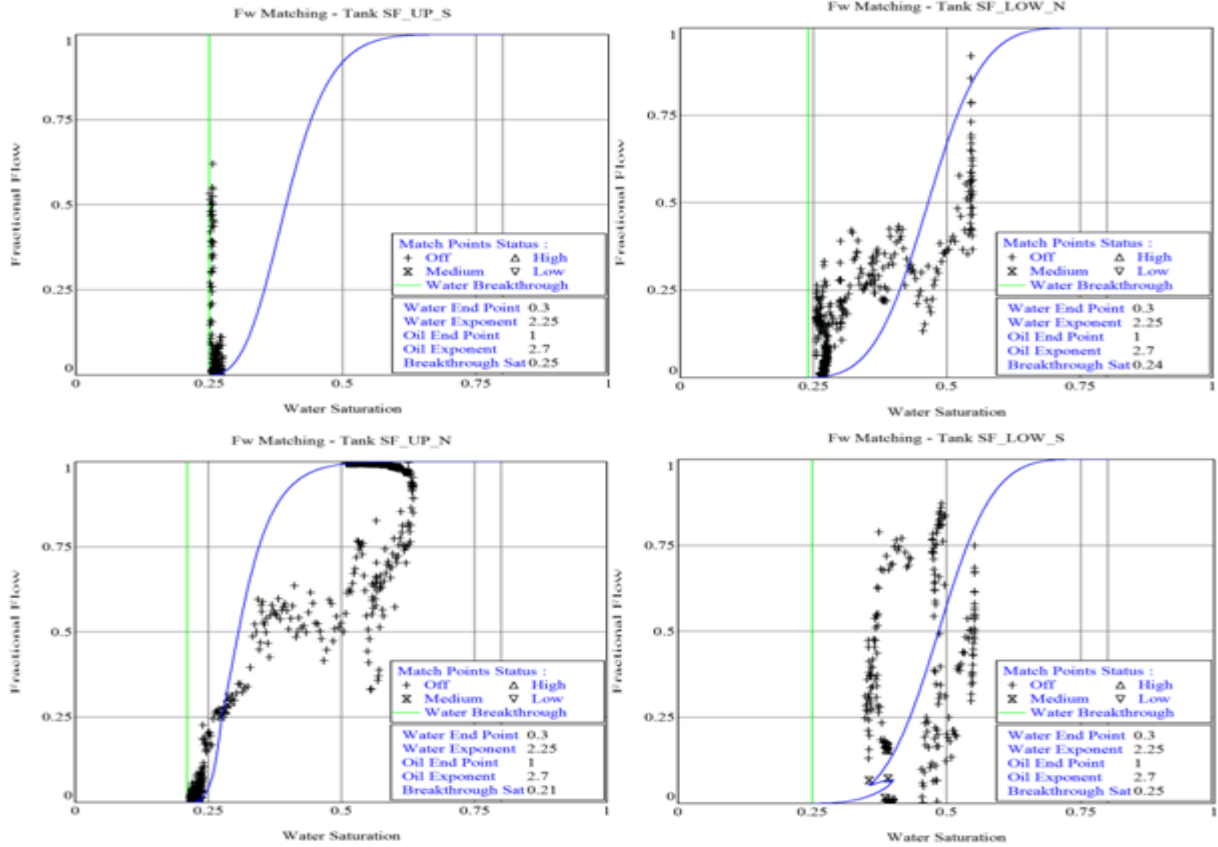 Fw Matching - Tank SF_UP_S
1
0.75
0.5
0.25
0
Fractional Flow
0
0.25
0.5
0.75
1
Water Saturation
Match Points Status :
Off High
Medium Low
Water Breakthrough
Water End Point 0.3
Water Exponent 2.25
Oil End Point 1
Oil Exponent 2.7
Breakthrough Sat 0.25
Fw Matching - Tank SF_LOW_N
1
0.75
0.5
0.25
0
Fractional Flow
0
0.25
0.5
0.75
1
Water Saturation
Match Points Status :
Off High
Medium Low
Water Breakthrough
Water End Point 0.3
Water Exponent 2.25
Oil End Point 1
Oil Exponent 2.7
Breakthrough Sat 0.24
Fw Matching - Tank SF_UP_N
1
0.75
0.5
0.25
0
Fractional Flow
0
0.25
0.5
0.75
1
Water Saturation
Match Points Status :
Off High
Medium Low
Water Breakthrough
Water End Point 0.3
Water Exponent 2.25
Oil End Point 1
Oil Exponent 2.7
Breakthrough Sat 0.21
Fw Matching - Tank SF_LOW_S
1
0.75
0.5
0.25
0
Fractional Flow
0
0.25
0.5
0.75
1
Water Saturation
Match Points Status :
Off High
Medium Low
Water Breakthrough
Water End Point 0.3
Water Exponent 2.25
Oil End Point 1
Oil Exponent 2.7
Breakthrough Sat 0.25